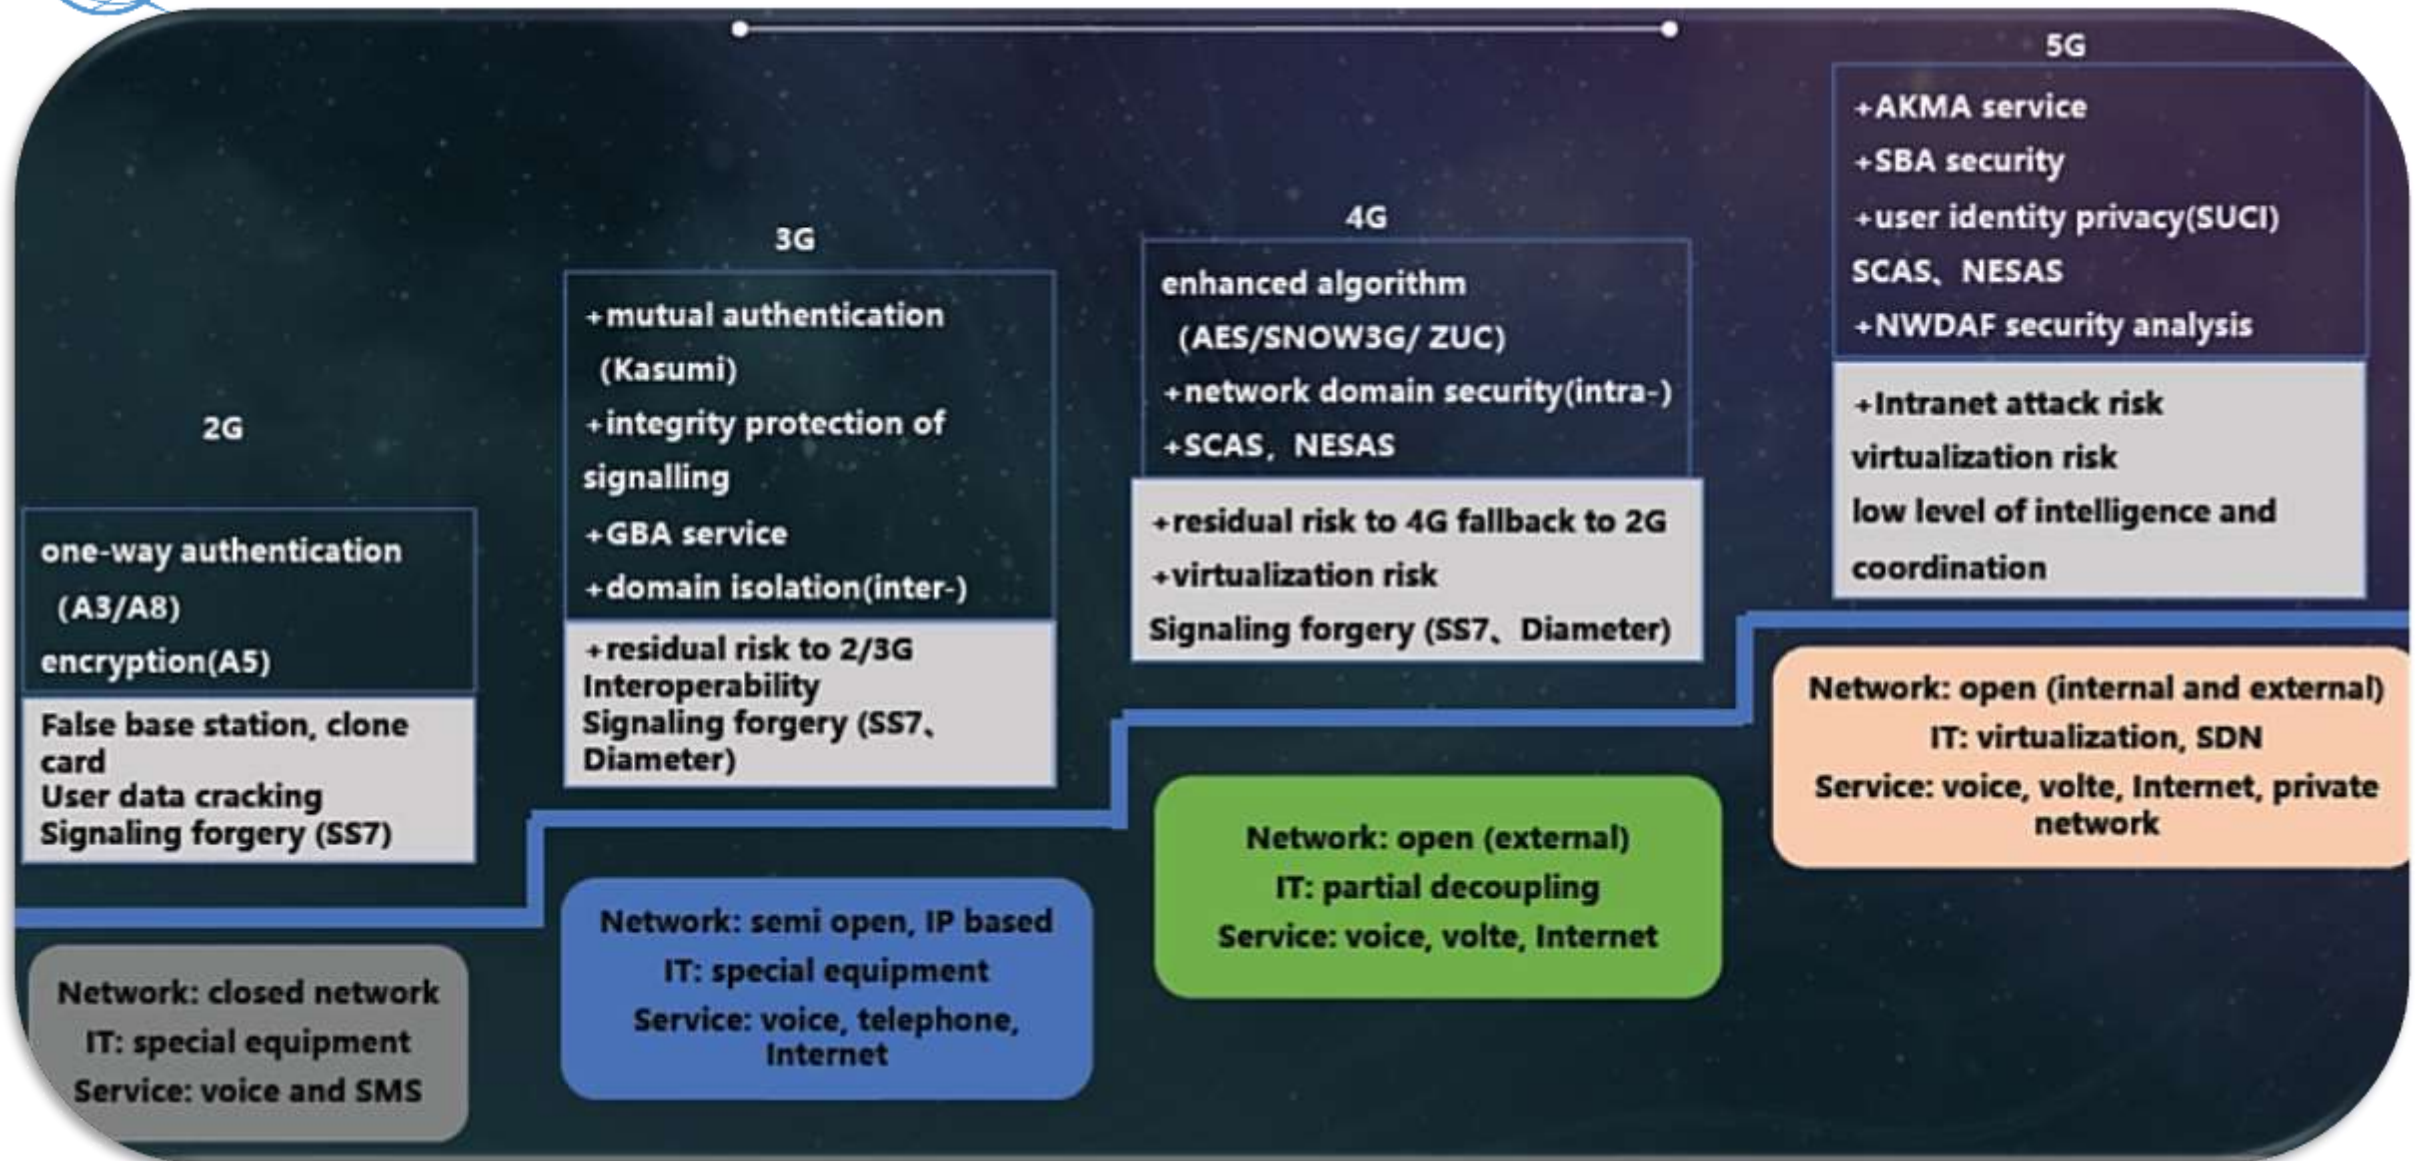 2G
one-way authentication
(A3/A8)
encryption(A5)
False base station, clone
card
User data cracking
Signaling forgery (SS7)
Network: closed network
IT: special equipment
Service: voice and SMS
3G
+mutual authentication
(Kasumi)
+integrity protection of
signalling
+GBA service
+domain isolation(inter-)
+residual risk to 2/3G
Interoperability
Signaling forgery (SS7、
Diameter)
Network: semi open, IP based
IT: special equipment
Service: voice, telephone,
Internet
4G
enhanced algorithm
(AES/SNOW3G/ ZUC)
+network domain security(intra-)
+SCAS,  NESAS
+residual risk to 4G fallback to 2G
+virtualization risk
Signaling forgery (SS7、Diameter)
Network: open (external)
IT: partial decoupling
Service: voice, volte, Internet
5G
+AKMA service
+SBA security
+user identity privacy(SUCI)
SCAS、NESAS
+NWDAF security analysis
+Intranet attack risk
virtualization risk
low level of intelligence and
coordination
Network: open (internal and external)
IT: virtualization, SDN
Service: voice, volte, Internet, private
network